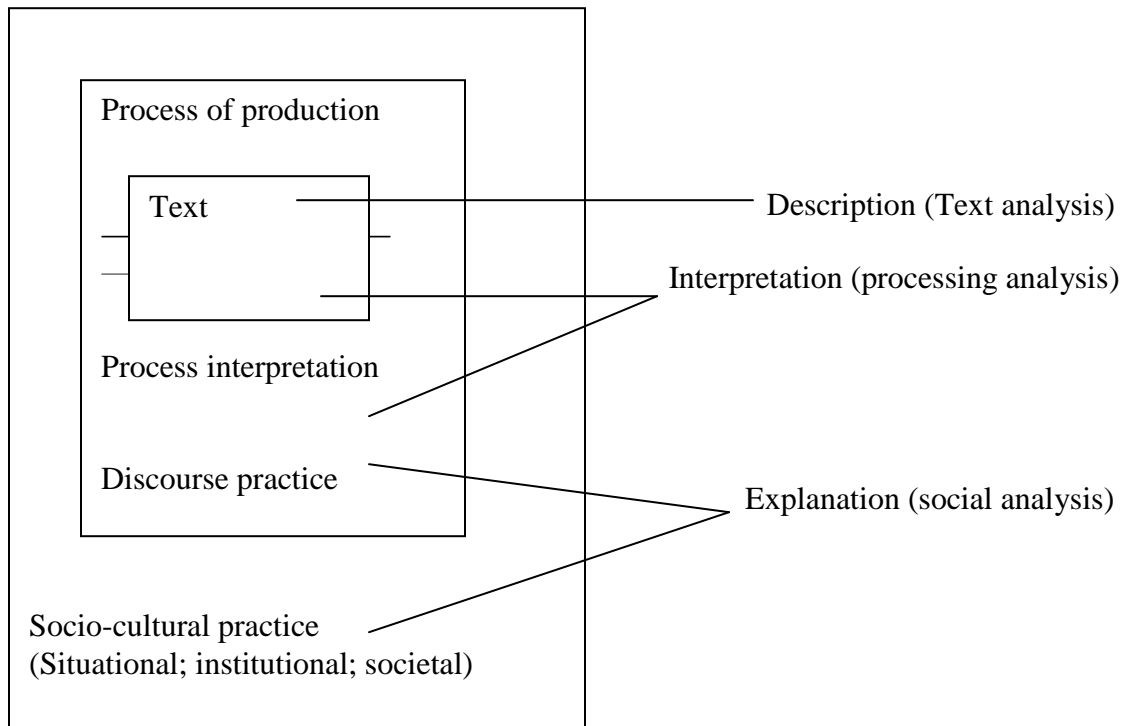 Process of production
Text
Description (Text analysis)
Interpretation (processing analysis)
Process interpretation
Discourse practice
Explanation (social analysis)
Socio-cultural practice
(Situational; institutional; societal)